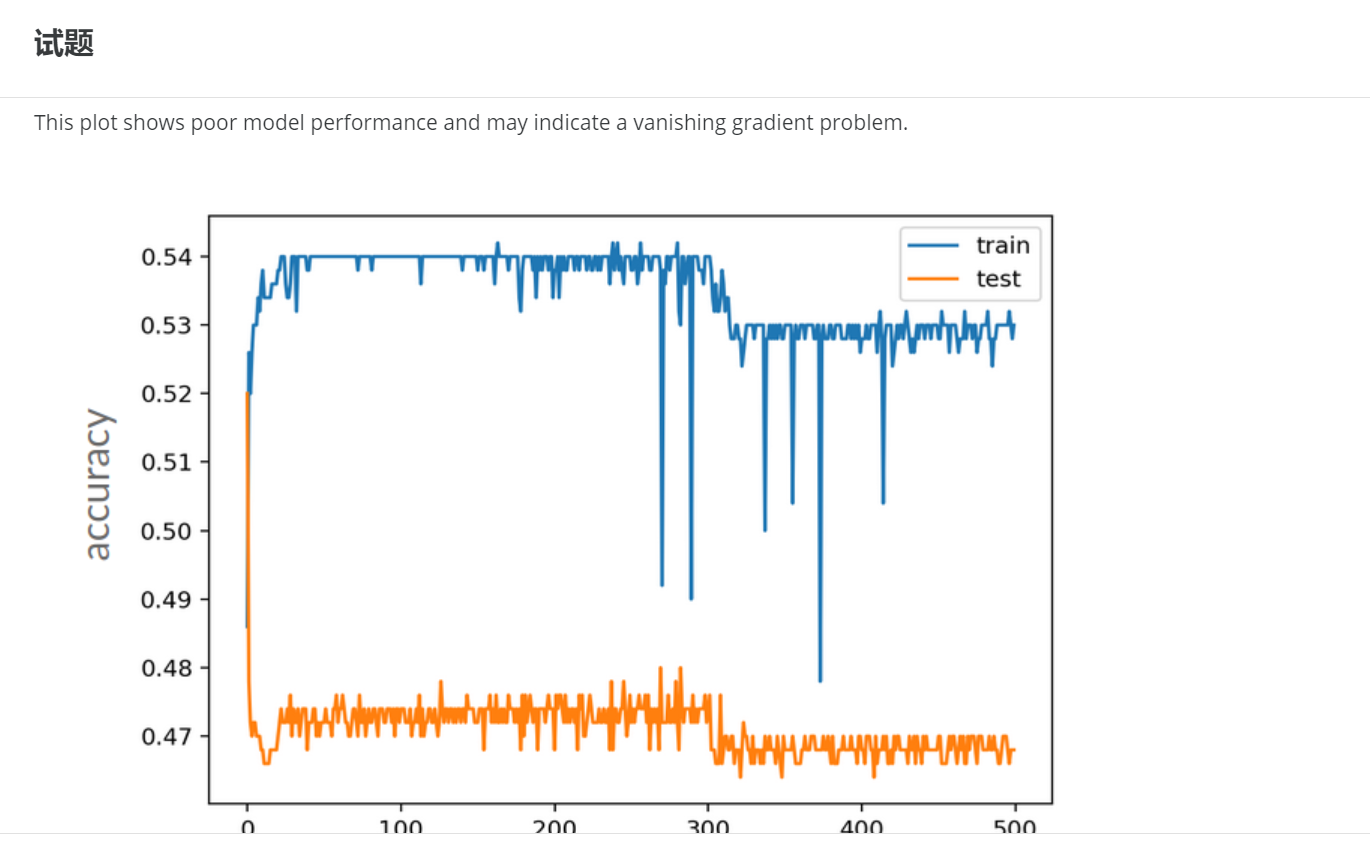 试题
This plot shows poor model performance and may indicate a vanishing gradient problem.
train
test
0.54
0.53
0.52
0.51
0.50
0.49
0.48
0.47
accuracy
0 100 200 300 400 500